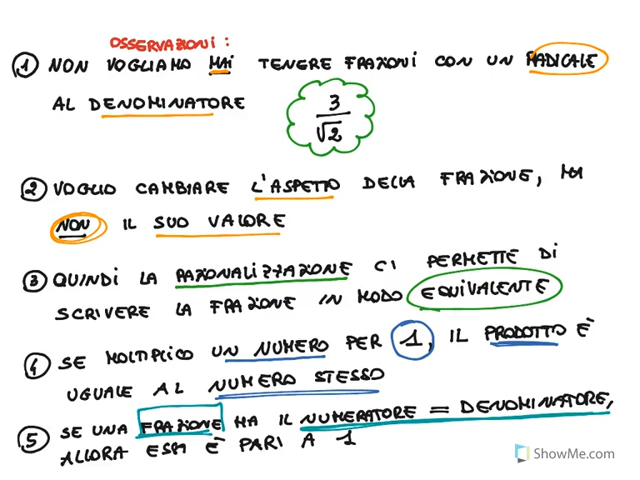 OSSERVAZIONI:
1 NON VOGLIAMO MAI TENERE FRAZIONI CON UN RADICALE
AL DENOMINATORE
3
√2
2 VOGLIO CAMBIARE L'ASPETTO DELLA FRAZIONE, MA
NON IL SUO VALORE
3 QUINDI LA RAZIONALIZZAZIONE CI PERMETTE DI
SCRIVERE LA FRAZIONE IN MODO EQUIVALENTE
4 SE MOLTIPLICO UN NUMERO PER 1, IL PRODOTTO È
UGUALE AL NUMERO STESSO
5 SE UNA FRAZIONE HA IL NUMERATORE = DENOMINATORE,
ALLORA ESSA È PARI A 1
ShowMe.com